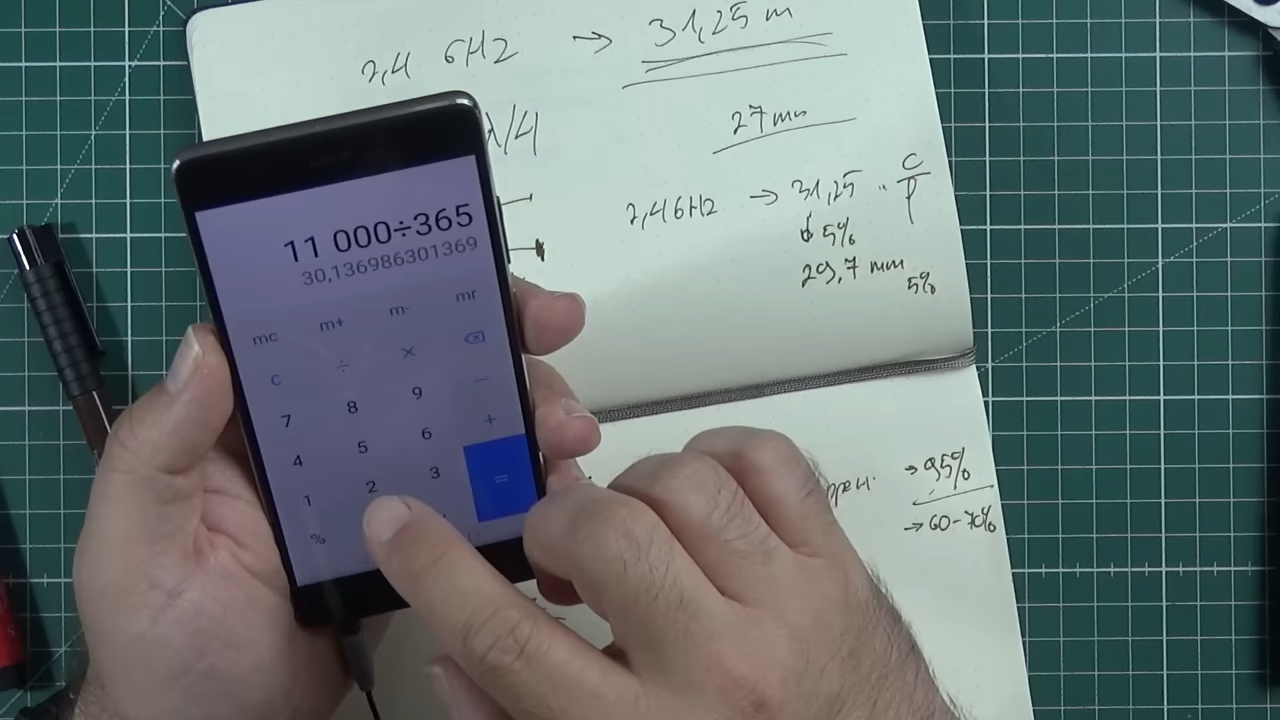 2,4 GHz → 31,25 m
λ/4
27 mm
2,4 GHz → 31,25 .. C/f
↓ 5%
29,7 mm
5%
→ 95%
→ 60-70%
11 000÷365
30,136986301369
mc m+ m- mr
C ÷ × ⌫
7 8 9 −
4 5 6 +
1 2 3 =
% ,